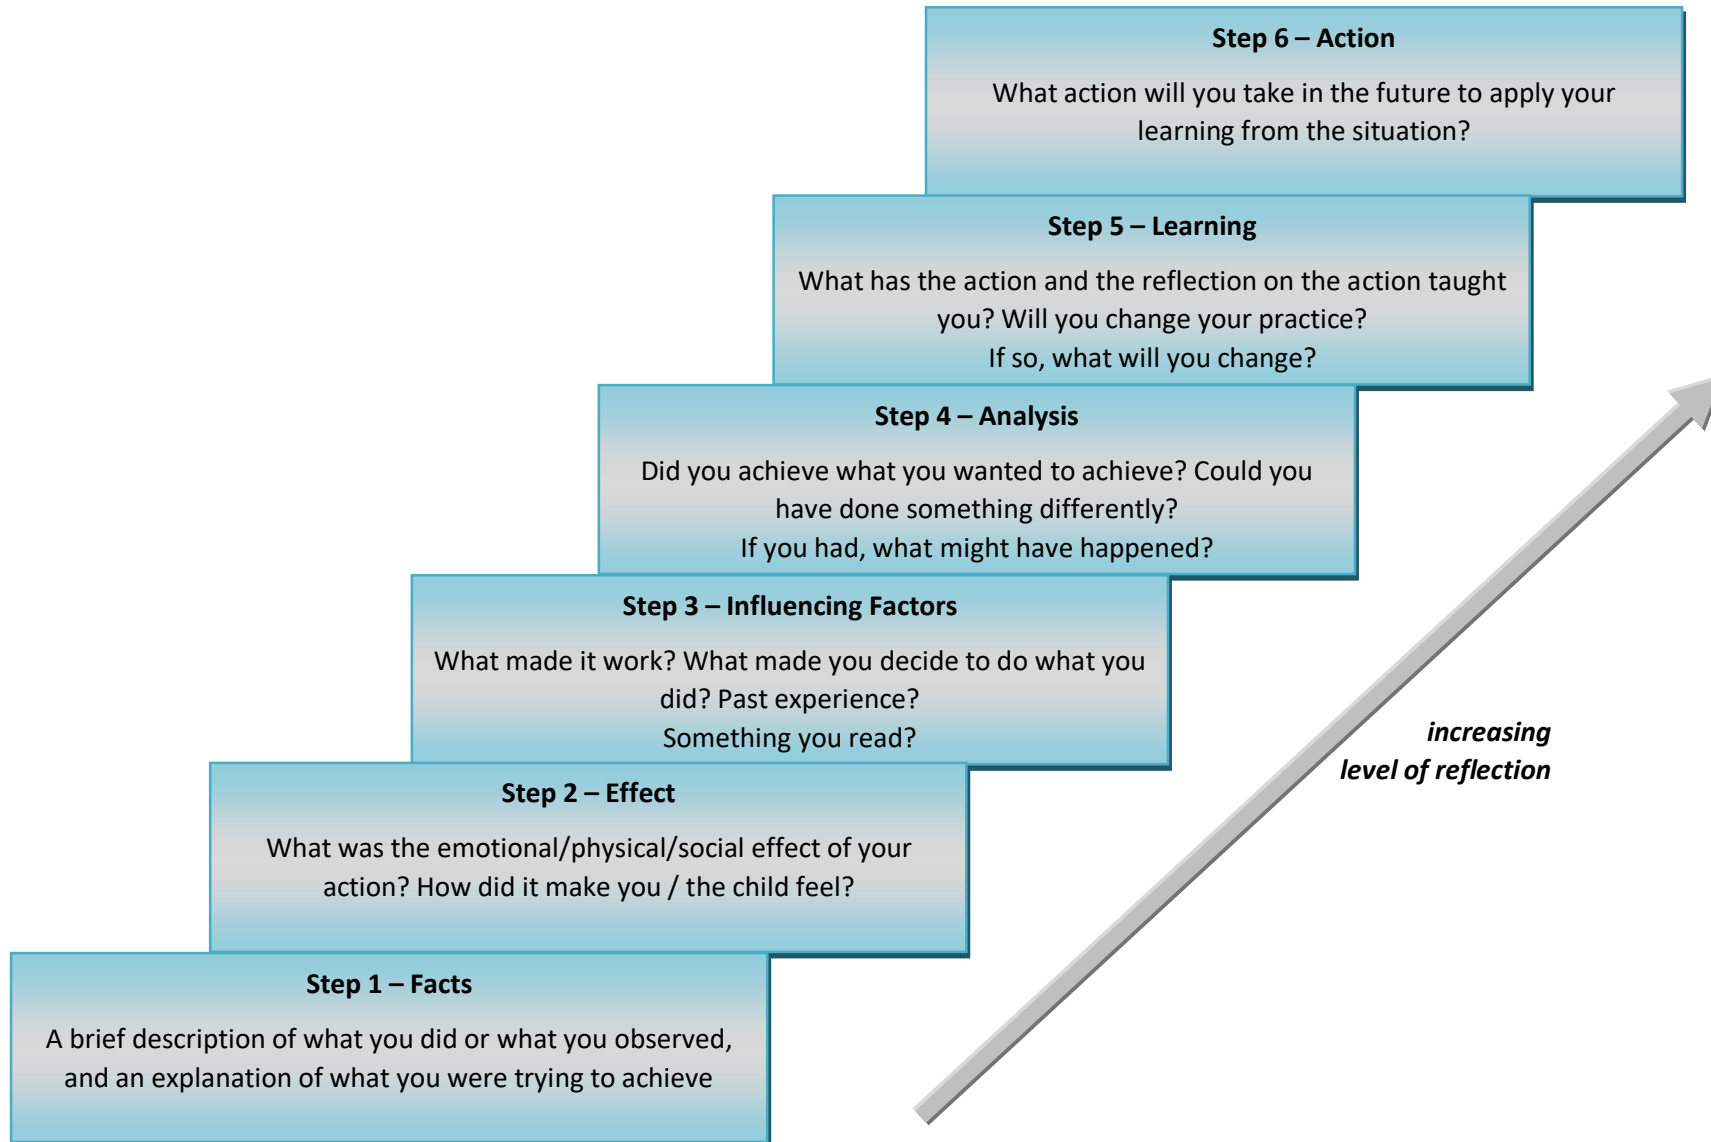 Step 6 – Action
What action will you take in the future to apply your
learning from the situation?
Step 5 – Learning
What has the action and the reflection on the action taught
you? Will you change your practice?
If so, what will you change?
Step 4 – Analysis
Did you achieve what you wanted to achieve? Could you
have done something differently?
If you had, what might have happened?
Step 3 – Influencing Factors
What made it work? What made you decide to do what you
did? Past experience?
Something you read?
Step 2 – Effect
What was the emotional/physical/social effect of your
action? How did it make you / the child feel?
Step 1 – Facts
A brief description of what you did or what you observed,
and an explanation of what you were trying to achieve
increasing
level of reflection